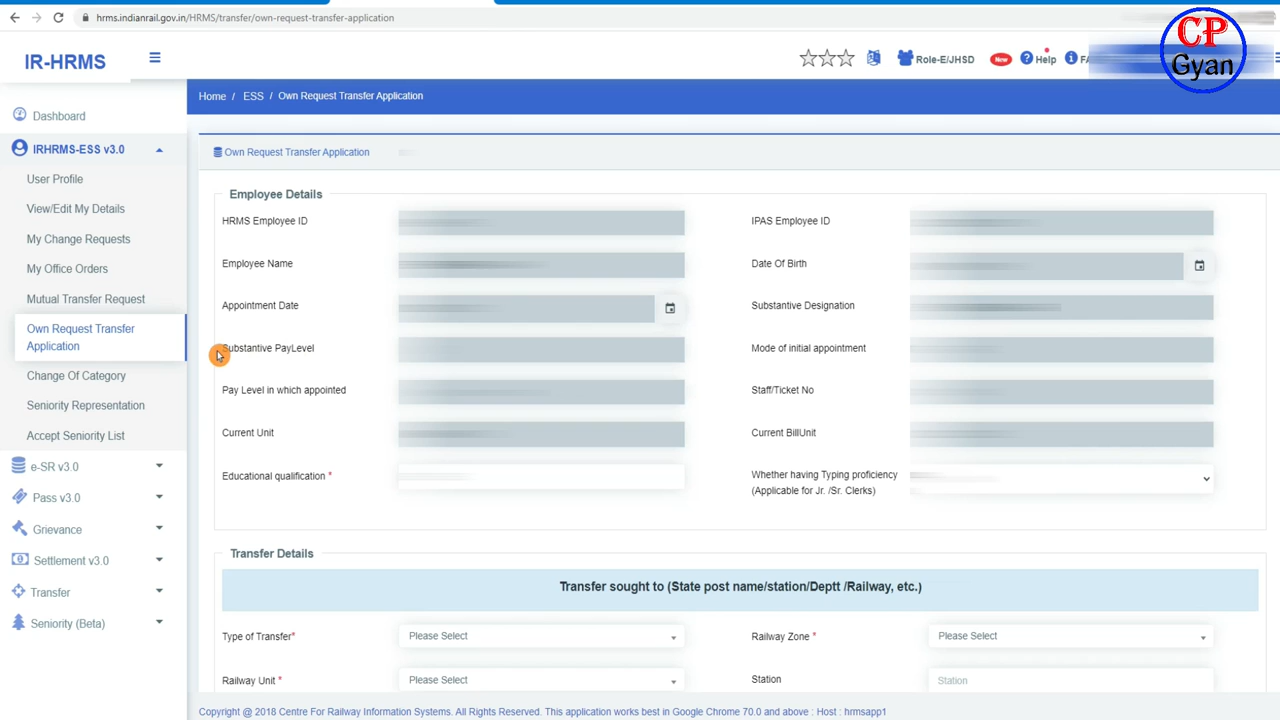 hrms.indianrail.gov.in/HRMS/transfer/own-request-transfer-application
CP
Gyan
IR-HRMS
Role-E/JHSD
New
Help
FA
Home / ESS / Own Request Transfer Application
Dashboard
IRHRMS-ESS v3.0
User Profile
View/Edit My Details
My Change Requests
My Office Orders
Mutual Transfer Request
Own Request Transfer
Application
Change Of Category
Seniority Representation
Accept Seniority List
e-SR v3.0
Pass v3.0
Grievance
Settlement v3.0
Transfer
Seniority (Beta)
Own Request Transfer Application
Employee Details
HRMS Employee ID
IPAS Employee ID
Employee Name
Date Of Birth
Appointment Date
Substantive Designation
Substantive PayLevel
Mode of initial appointment
Pay Level in which appointed
Staff/Ticket No
Current Unit
Current BillUnit
Educational qualification *
Whether having Typing proficiency
(Applicable for Jr. /Sr. Clerks)
Transfer Details
Transfer sought to (State post name/station/Deptt /Railway, etc.)
Type of Transfer* Please Select
Railway Zone * Please Select
Railway Unit * Please Select
Station Station
Copyright @ 2018 Centre For Railway Information Systems. All Rights Reserved. This application works best in Google Chrome 70.0 and above : Host : hrmsapp1